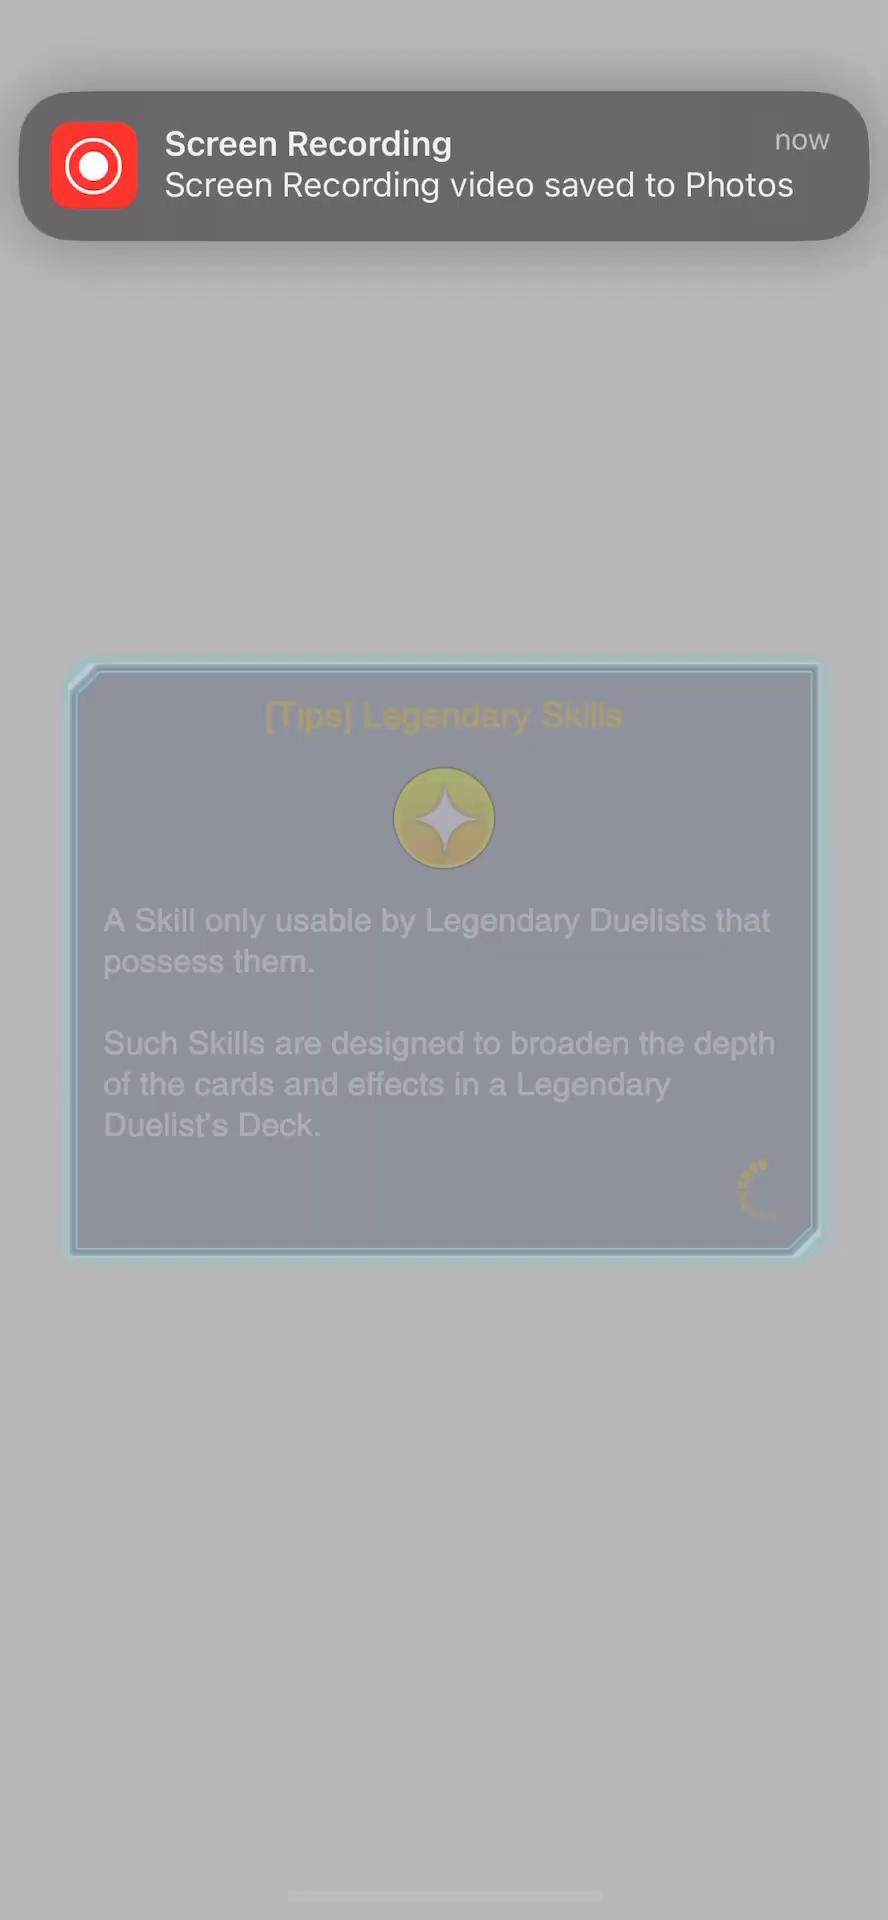 Screen Recording
now
Screen Recording video saved to Photos
[Tips] Legendary Skills
A Skill only usable by Legendary Duelists that
possess them.
Such Skills are designed to broaden the depth
of the cards and effects in a Legendary
Duelist's Deck.